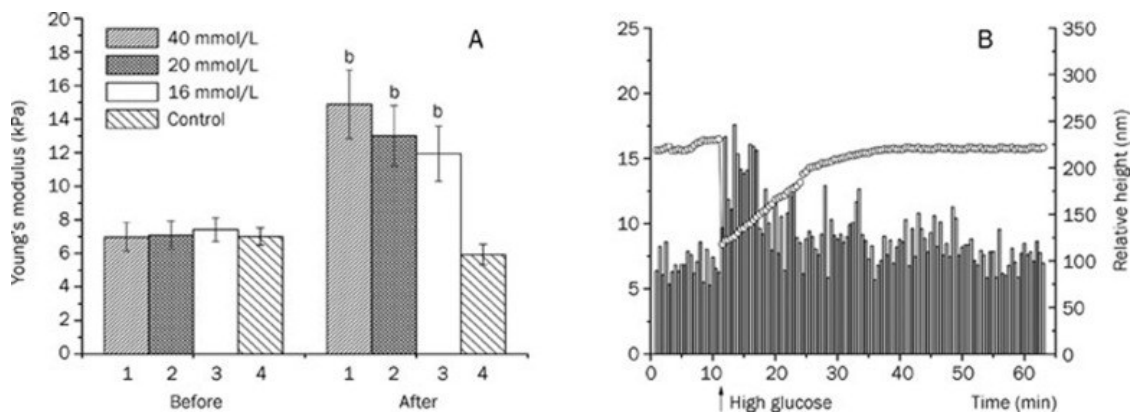 A
Young's modulus (kPa)
20
18
16
14
12
10
8
6
4
2
0
40 mmol/L
20 mmol/L
16 mmol/L
Control
b
b
b
1 2 3 4 1 2 3 4
Before After
B
25
20
15
10
5
0
350
300
250
200
150
100
50
0
Relative height (nm)
0 10 20 30 40 50 60
High glucose Time (min)